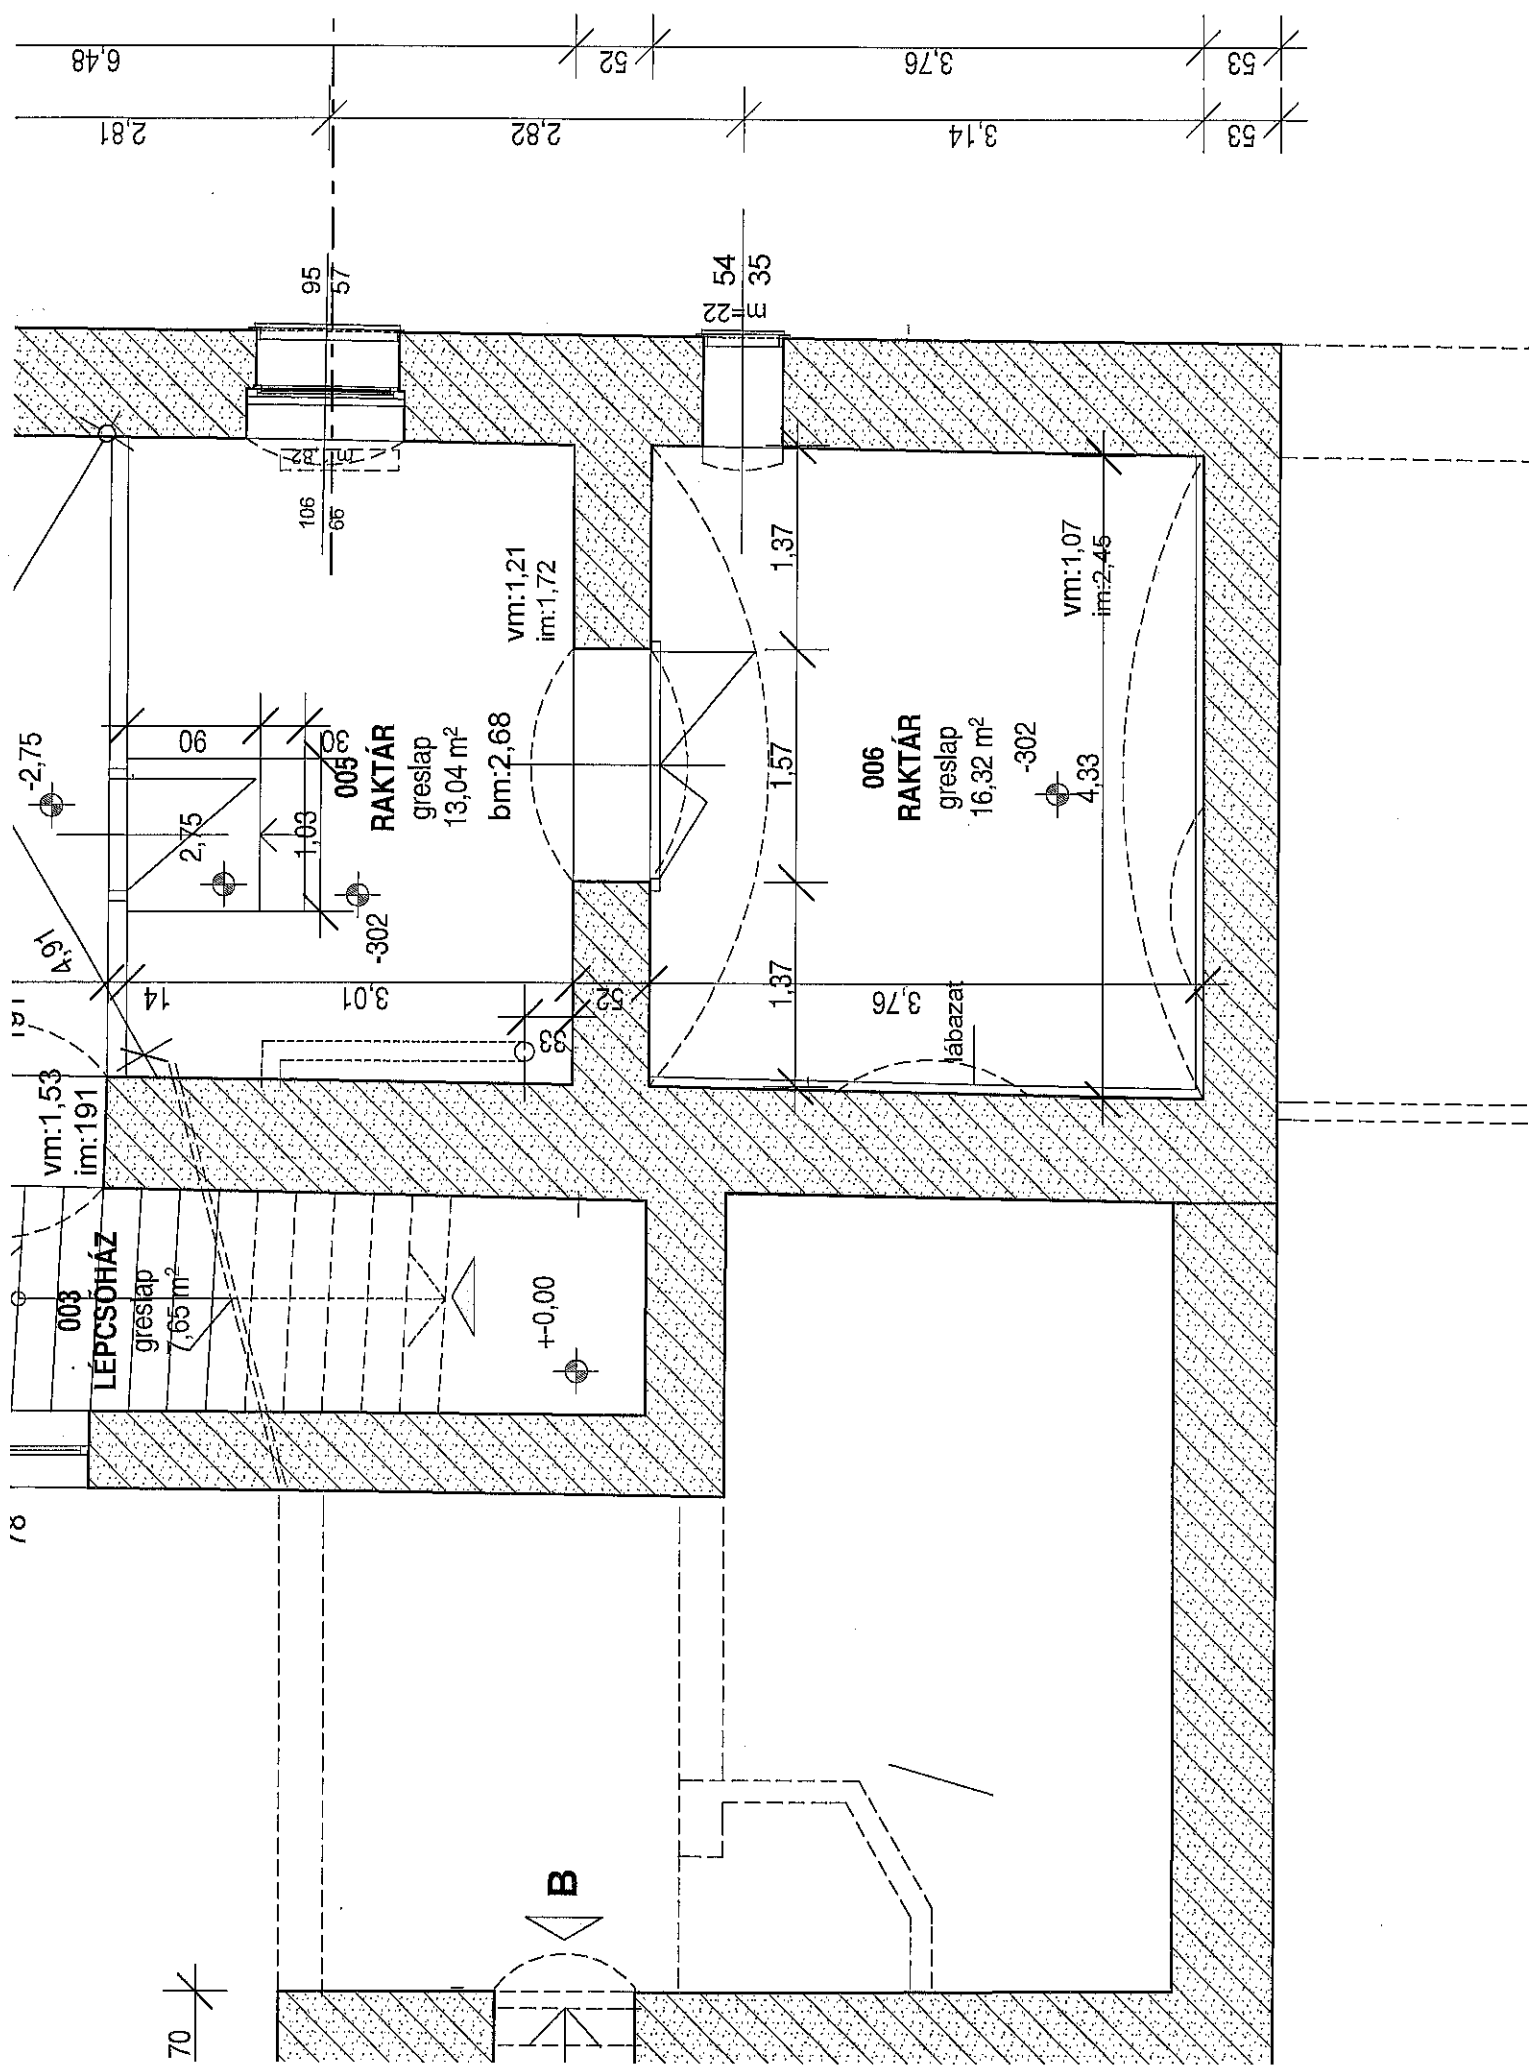 6,48
52
3,76
53
2,81
2,82
3,14
53
95
57
54
35
m=22
m:,82
106
66
vm:1,21
im:1,72
1,37
vm:1,07
im:2,45
-2,75
90
30
2,75
1,03
005
RAKTÁR
greslap
13,04 m²
bm:2,68
-302
1,57
006
RAKTÁR
greslap
16,32 m²
-302
4,33
4,91
14
3,01
52
33
1,37
3,76
lábazat
191
vm:1,53
im:191
003
LÉPCSŐHÁZ
greslap
7,65 m²
+-0,00
78
B
70